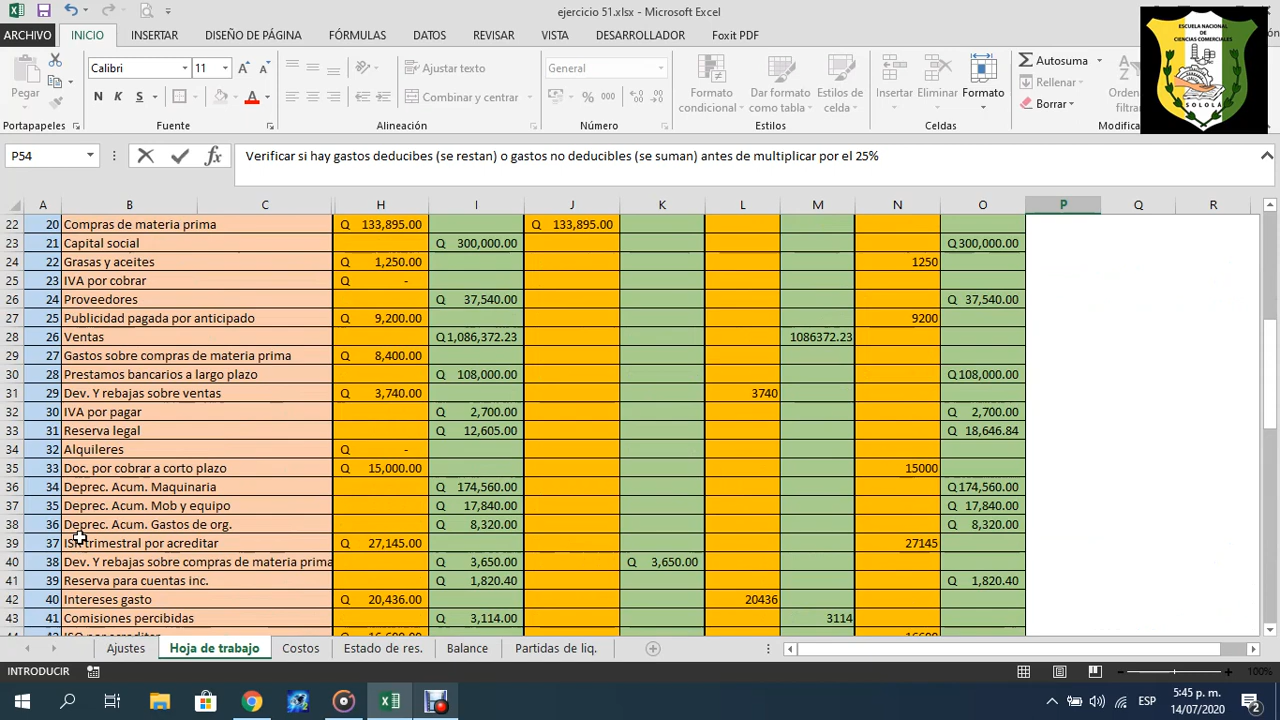 ejercicio 51.xlsx - Microsoft Excel
ARCHIVO INICIO INSERTAR DISEÑO DE PÁGINA FÓRMULAS DATOS VISTA DESARROLLADOR Foxit PDF
Calibri 11 Ajustar texto General Autosuma
Pegar N K S A Combinar y centrar % 000 Formato condicional Dar formato como tabla Estilos de celda Insertar Eliminar Formato Rellenar Borrar
Portapapeles Fuente Alineación Número Estilos Celdas
ESCUELA NACIONAL
DE
CIENCIAS COMERCIALES
SOLOLA
P54 fx Verificar si hay gastos deducibes (se restan) o gastos no deducibles (se suman) antes de multiplicar por el 25%
A B C H I J K L M N O P Q R
22 20 Compras de materia prima Q 133,895.00 Q 133,895.00
23 21 Capital social Q 300,000.00 Q300,000.00
24 22 Grasas y aceites Q 1,250.00 1250
25 23 IVA por cobrar Q -
26 24 Proveedores Q 37,540.00 Q 37,540.00
27 25 Publicidad pagada por anticipado Q 9,200.00 9200
28 26 Ventas Q1,086,372.23 1086372.23
29 27 Gastos sobre compras de materia prima Q 8,400.00
30 28 Prestamos bancarios a largo plazo Q 108,000.00 Q108,000.00
31 29 Dev. Y rebajas sobre ventas Q 3,740.00 3740
32 30 IVA por pagar Q 2,700.00 Q 2,700.00
33 31 Reserva legal Q 12,605.00 Q 18,646.84
34 32 Alquileres Q -
35 33 Doc. por cobrar a corto plazo Q 15,000.00 15000
36 34 Deprec. Acum. Maquinaria Q 174,560.00 Q174,560.00
37 35 Deprec. Acum. Mob y equipo Q 17,840.00 Q 17,840.00
38 36 Deprec. Acum. Gastos de org. Q 8,320.00 Q 8,320.00
39 37 ISR trimestral por acreditar Q 27,145.00 27145
40 38 Dev. Y rebajas sobre compras de materia prima Q 3,650.00 Q 3,650.00
41 39 Reserva para cuentas inc. Q 1,820.40 Q 1,820.40
42 40 Intereses gasto Q 20,436.00 20436
43 41 Comisiones percibidas Q 3,114.00 3114
Ajustes Hoja de trabajo Costos Estado de res. Balance Partidas de liq.
INTRODUCIR 100%
ESP 5:45 p. m.
14/07/2020 2